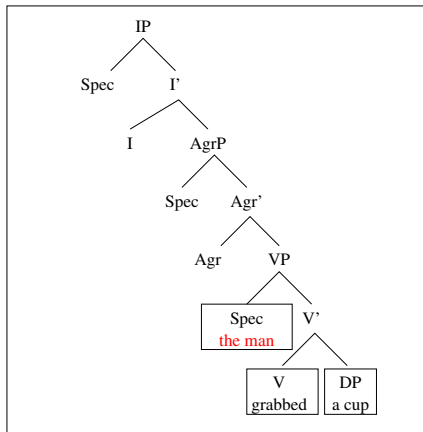 IP
Spec I'
I AgrP
Spec Agr'
Agr VP
Spec V'
the man
V DP
grabbed a cup